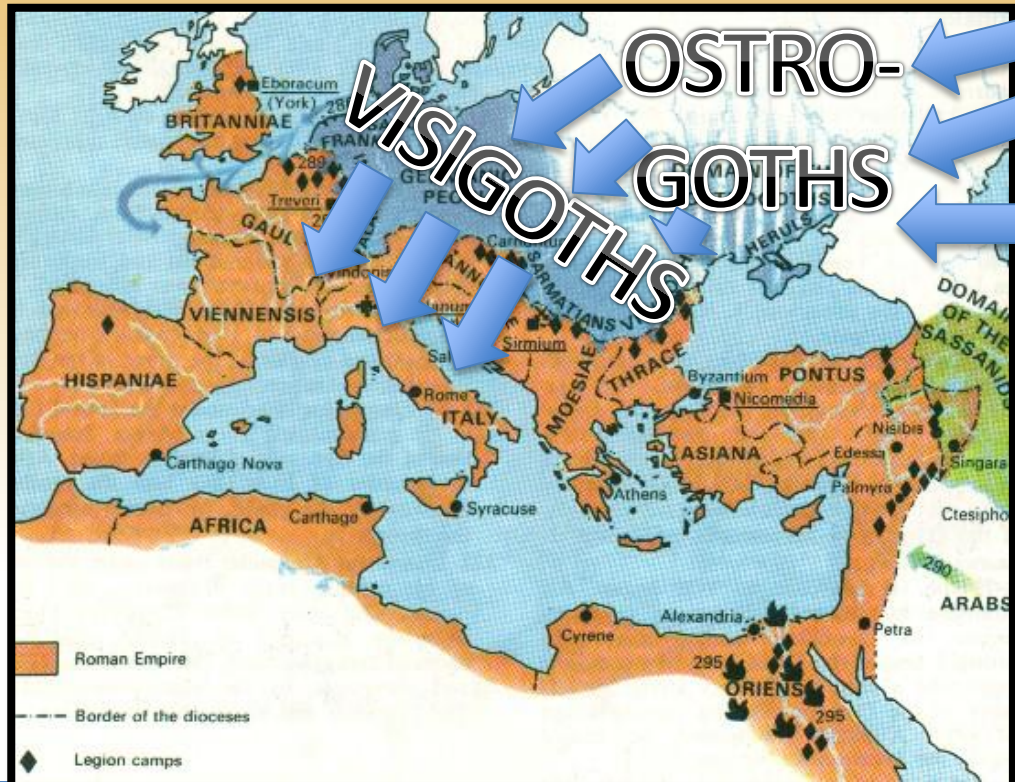 OSTRO-
GOTHS
VISIGOTHS
Eboracum
(York)
BRITANNIAE
289
Treveri
GAUL
VIENNENSIS
HISPANIAE
Carthago Nova
AFRICA
Carthage
Rome
ITALY
Syracuse
Sirmium
SARMATIANS
HERULS
MOESIAE
THRACE
Byzantium
PONTUS
Nicomedia
ASIANA
Athens
Nisibis
Edessa
Singara
Palmyra
Ctesipho
DOMAIN
OF THE
SASSANIDS
290
ARABS
Petra
Alexandria
Cyrene
295
ORIENS
295
Roman Empire
Border of the dioceses
Legion camps